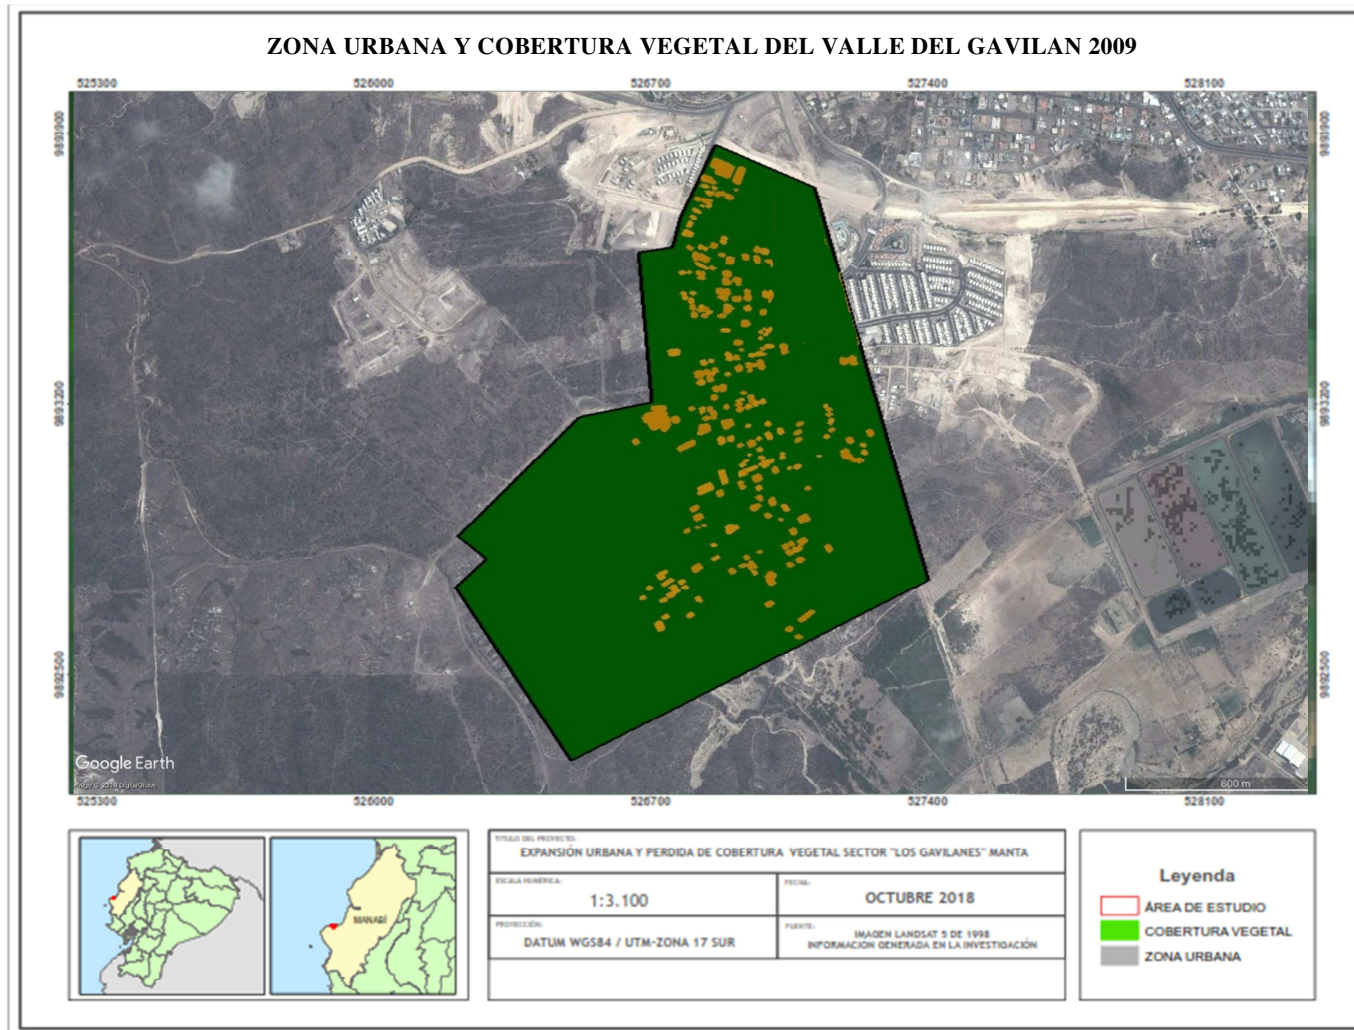 ZONA URBANA Y COBERTURA VEGETAL DEL VALLE DEL GAVILAN 2009
525300 526000 526700 527400 528100
9893900 9893900
9893200 9893200
9892500 9892500
Google Earth
600 m
525300 526000 526700 527400 528100
MANABÍ
TITULO DEL PROYECTO:
EXPANSIÓN URBANA Y PERDIDA DE COBERTURA VEGETAL SECTOR "LOS GAVILANES" MANTA
ESCALA NUMÉRICA:
1:3.100
FECHA:
OCTUBRE 2018
PROYECCIÓN:
DATUM WGS84 / UTM-ZONA 17 SUR
FUENTE:
IMAGEN LANDSAT 5 DE 1998
INFORMACION GENERADA EN LA INVESTIGACIÓN
Leyenda
ÁREA DE ESTUDIO
COBERTURA VEGETAL
ZONA URBANA